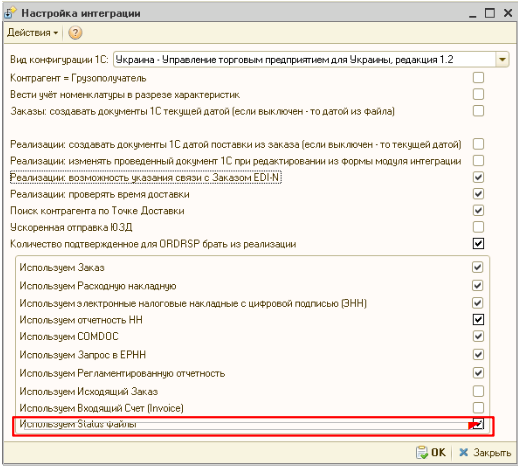 Настройка интеграции
Действия
Вид конфигурации 1С: Украина - Управление торговым предприятием для Украины, редакция 1.2
Контрагент = Грузополучатель
Вести учёт номенклатуры в разрезе характеристик
Заказы: создавать документы 1С текущей датой (если выключен - то датой из файла)
Реализации: создавать документы 1С датой поставки из заказа (если выключен - то текущей датой)
Реализации: изменять проведенный документ 1С при редактировании из формы модуля интеграции
Реализации: возможность указания связи с Заказом EDI-N
Реализации: проверять время доставки
Поиск контрагента по Точке Доставки
Ускоренная отправка ЮЗД
Количество подтвержденное для ORDRSP брать из реализации
Используем Заказ
Используем Расходную накладную
Используем электронные налоговые накладные с цифровой подписью (ЭНН)
Используем отчетность НН
Используем COMDOC
Используем Запрос в ЕРНН
Используем Регламентированную отчетность
Используем Исходящий Заказ
Используем Входящий Счет (Invoice)
Используем Status файлы
OK Закрыть